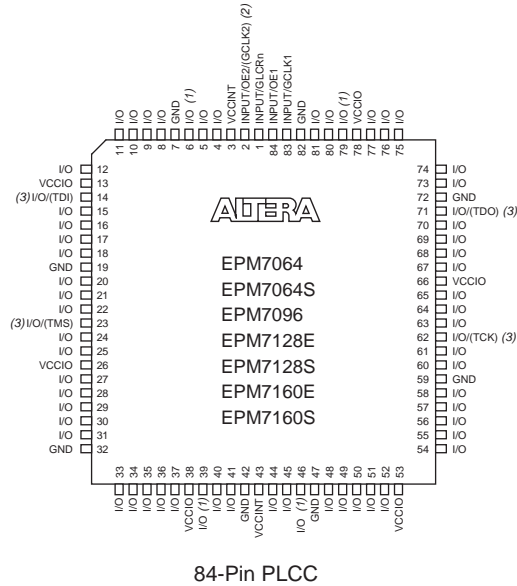 I/O 11
I/O 10
I/O 9
I/O 8
GND 7
I/O (1) 6
I/O 5
I/O 4
VCCINT 3
INPUT/OE2/(GCLK2) (2) 2
INPUT/GLCRn 1
INPUT/OE1 84
INPUT/GCLK1 83
GND 82
I/O 81
I/O 80
I/O (1) 79
VCCIO 78
I/O 77
I/O 76
I/O 75
I/O 12
VCCIO 13
(3) I/O/(TDI) 14
I/O 15
I/O 16
I/O 17
I/O 18
GND 19
I/O 20
I/O 21
I/O 22
(3) I/O/(TMS) 23
I/O 24
I/O 25
VCCIO 26
I/O 27
I/O 28
I/O 29
I/O 30
I/O 31
GND 32
ALTERA
EPM7064
EPM7064S
EPM7096
EPM7128E
EPM7128S
EPM7160E
EPM7160S
74 I/O
73 I/O
72 GND
71 I/O/(TDO) (3)
70 I/O
69 I/O
68 I/O
67 I/O
66 VCCIO
65 I/O
64 I/O
63 I/O
62 I/O/(TCK) (3)
61 I/O
60 I/O
59 GND
58 I/O
57 I/O
56 I/O
55 I/O
54 I/O
33 I/O
34 I/O
35 I/O
36 I/O
37 I/O
38 VCCIO
39 I/O (1)
40 I/O
41 I/O
42 GND
43 VCCINT
44 I/O
45 I/O
46 I/O (1)
47 GND
48 I/O
49 I/O
50 I/O
51 I/O
52 I/O
53 VCCIO
84-Pin PLCC